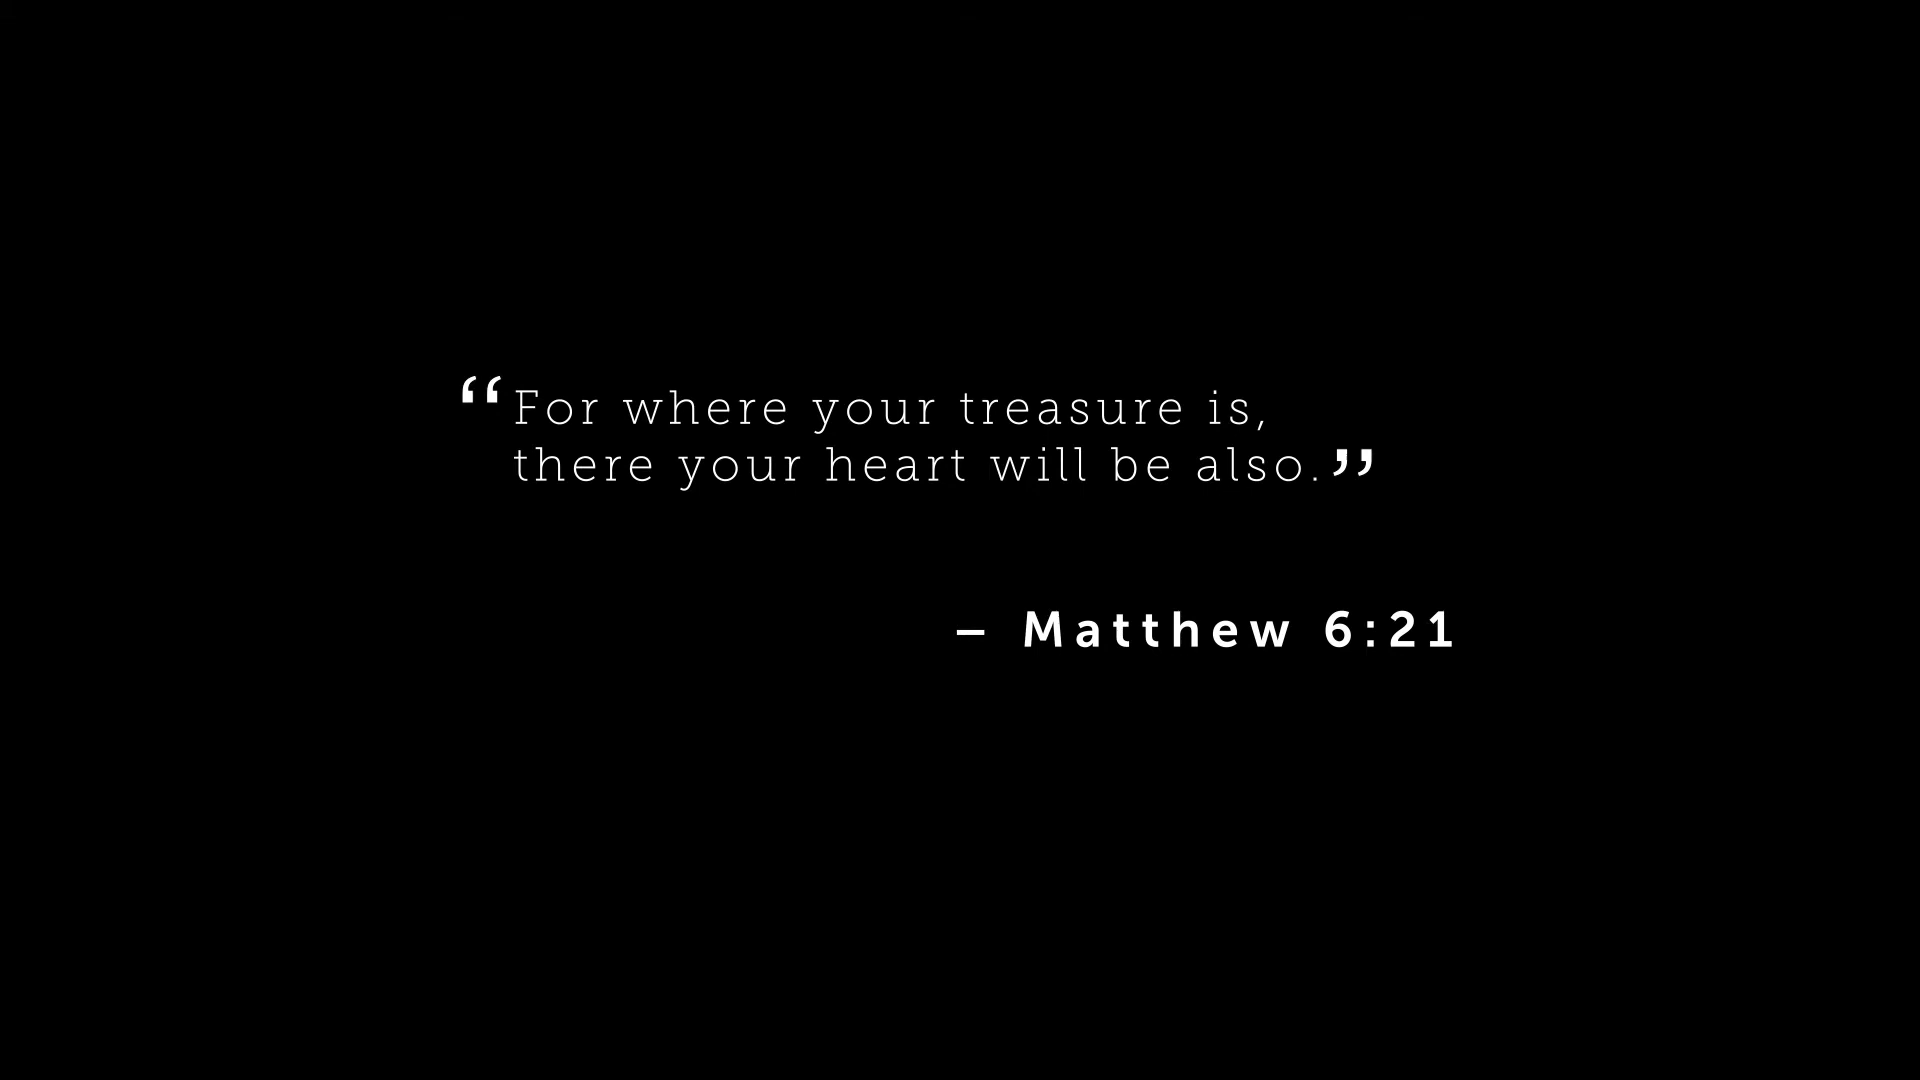 “For where your treasure is,
there your heart will be also.”
– Matthew 6:21